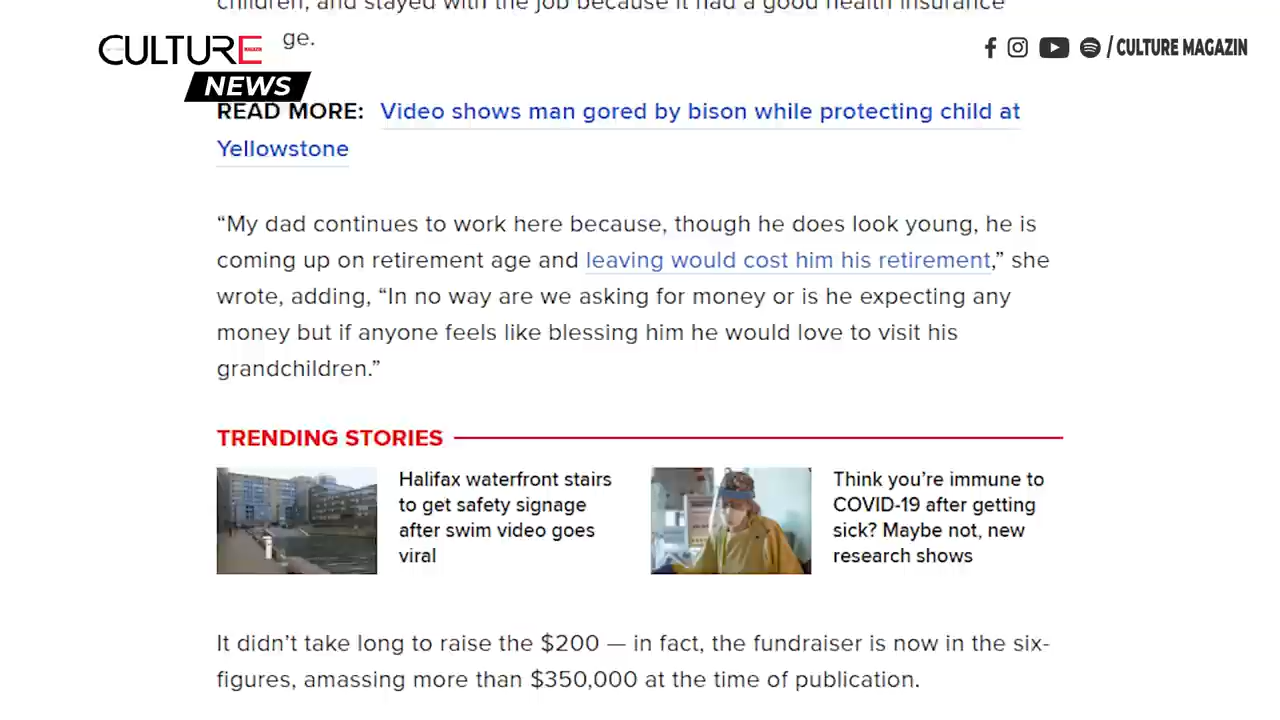 children, and stayed with the job because it had a good health insurance
CULTURE
MAGAZIN
ge.
/ CULTURE MAGAZIN
NEWS
READ MORE: Video shows man gored by bison while protecting child at
Yellowstone
“My dad continues to work here because, though he does look young, he is
coming up on retirement age and leaving would cost him his retirement,” she
wrote, adding, “In no way are we asking for money or is he expecting any
money but if anyone feels like blessing him he would love to visit his
grandchildren.”
TRENDING STORIES
Halifax waterfront stairs
to get safety signage
after swim video goes
viral
Think you’re immune to
COVID-19 after getting
sick? Maybe not, new
research shows
It didn’t take long to raise the $200 — in fact, the fundraiser is now in the six-
figures, amassing more than $350,000 at the time of publication.